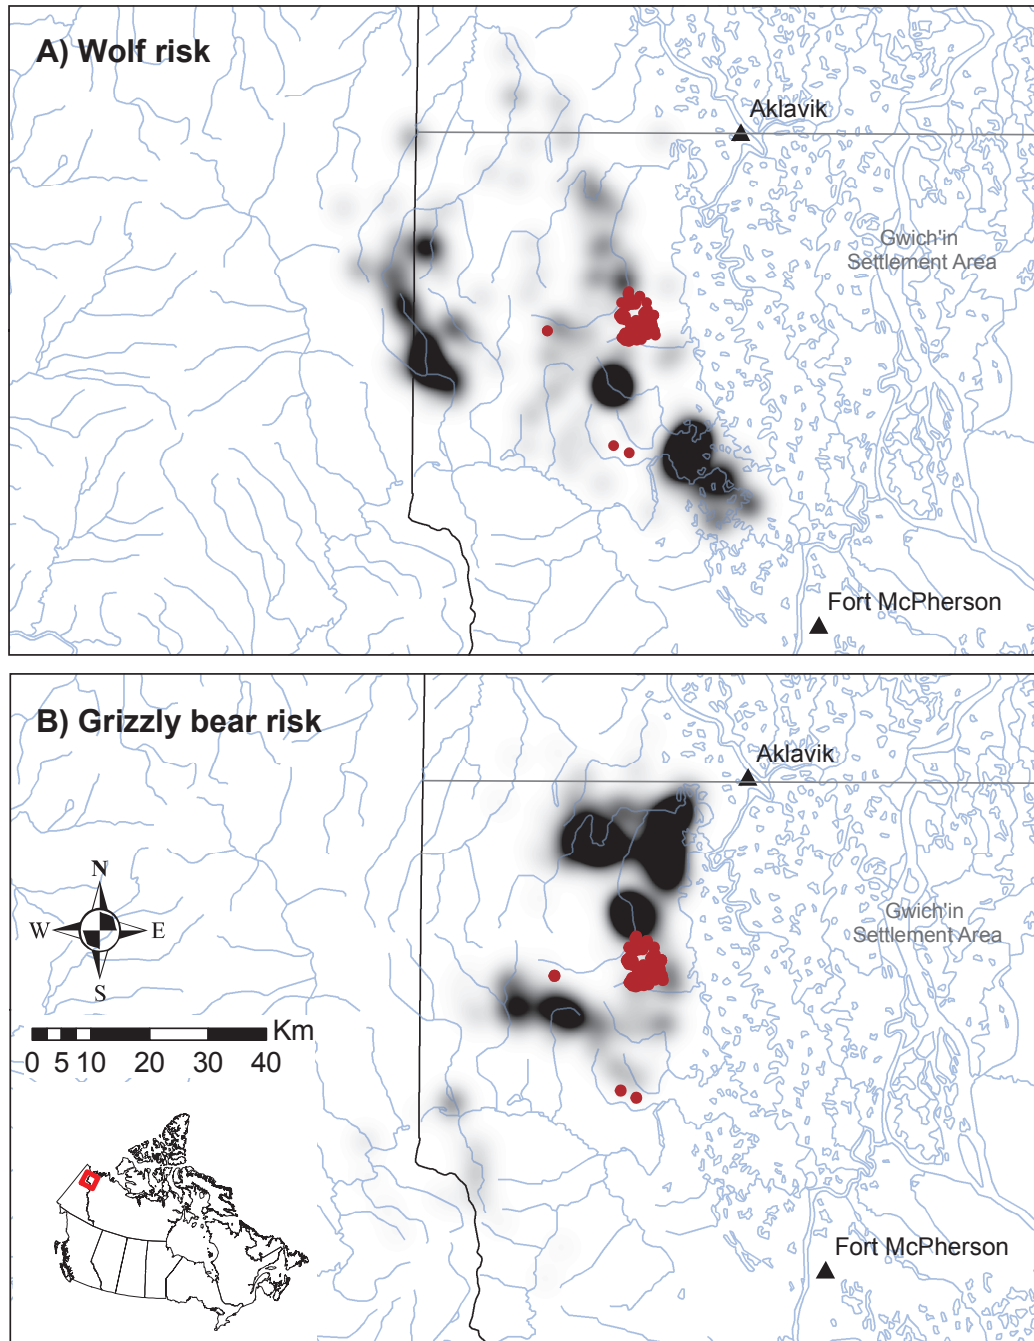 A) Wolf risk
Aklavik
Gwich'in
Settlement Area
Fort McPherson
B) Grizzly bear risk
Aklavik
N
W E
S
Gwich'in
Settlement Area
Km
0 5 10 20 30 40
Fort McPherson